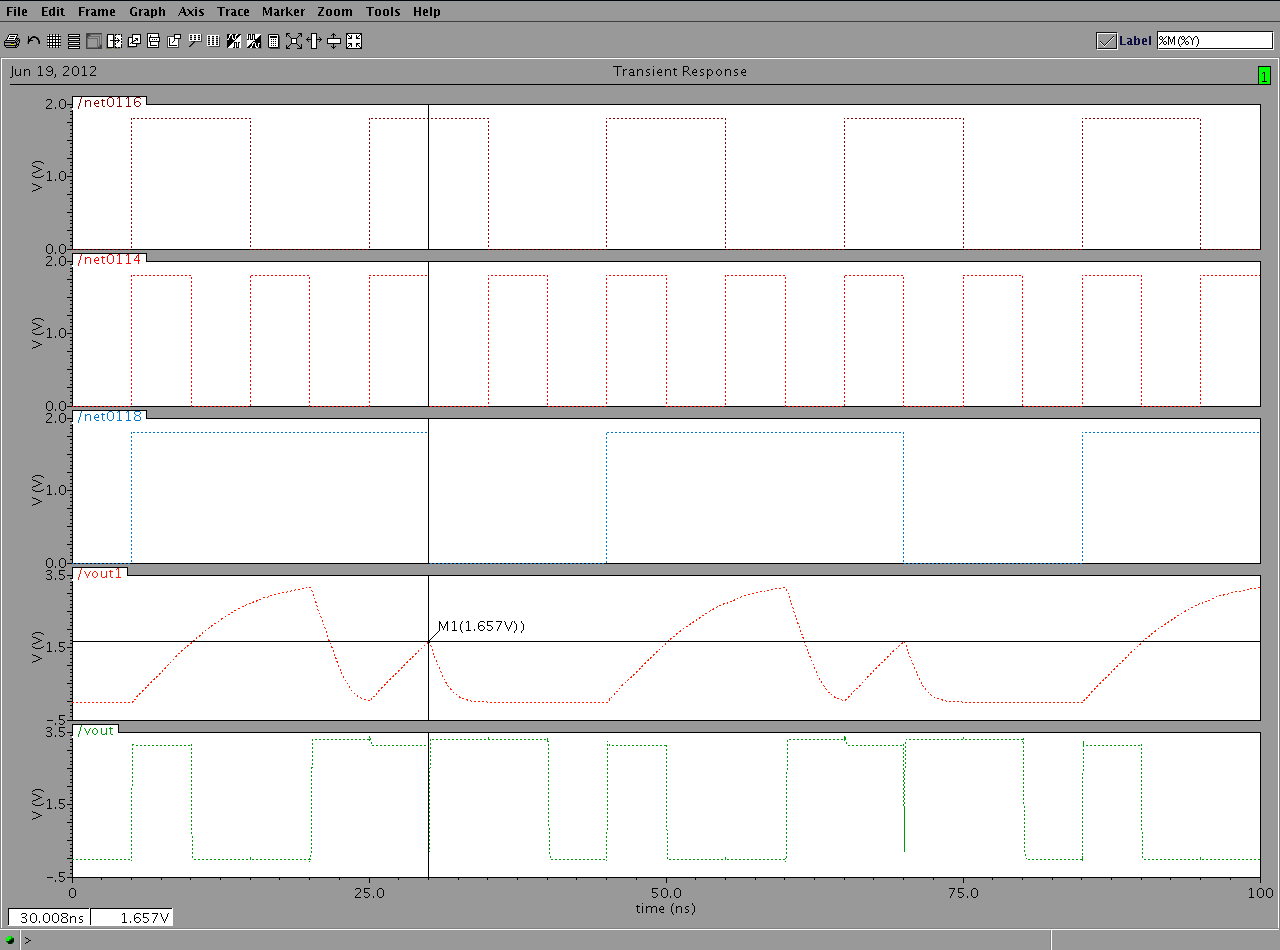 File Edit Frame Graph Axis Trace Marker Zoom Tools Help
Label %M(%Y)
Jun 19, 2012 Transient Response 1
/net0116
2.0
V (V) 1.0
0.0
/net0114
2.0
V (V) 1.0
0.0
/net0118
2.0
V (V) 1.0
0.0
/vout1
3.5
M1(1.657V))
V (V) 1.5
-.5
/vout
3.5
V (V) 1.5
-.5
0 25.0 50.0 75.0 100
time (ns)
30.008ns 1.657V
>